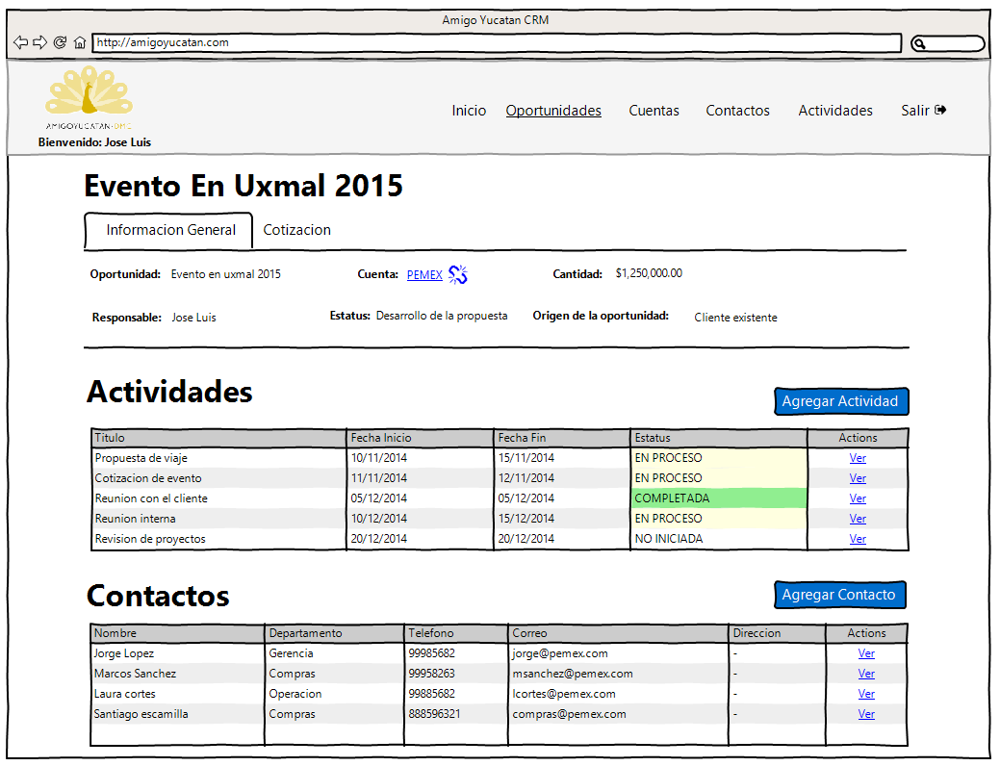 Amigo Yucatan CRM
http://amigoyucatan.com
AMIGOYUCATAN·DMC
Bienvenido: Jose Luis
Inicio Oportunidades Cuentas Contactos Actividades Salir
Evento En Uxmal 2015
Informacion General Cotizacion
Oportunidad: Evento en uxmal 2015 Cuenta: PEMEX Cantidad: $1,250,000.00
Responsable: Jose Luis Estatus: Desarrollo de la propuesta Origen de la oportunidad: Cliente existente
Actividades Agregar Actividad
Título Fecha Inicio Fecha Fin Estatus Actions
Propuesta de viaje 10/11/2014 15/11/2014 EN PROCESO Ver
Cotizacion de evento 11/11/2014 12/11/2014 EN PROCESO Ver
Reunion con el cliente 05/12/2014 05/12/2014 COMPLETADA Ver
Reunion interna 10/12/2014 15/12/2014 EN PROCESO Ver
Revision de proyectos 20/12/2014 20/12/2014 NO INICIADA Ver
Contactos Agregar Contacto
Nombre Departamento Telefono Correo Direccion Actions
Jorge Lopez Gerencia 99985682 jorge@pemex.com - Ver
Marcos Sanchez Compras 99958263 msanchez@pemex.com - Ver
Laura cortes Operacion 99885682 lcortes@pemex.com - Ver
Santiago escamilla Compras 888596321 compras@pemex.com - Ver